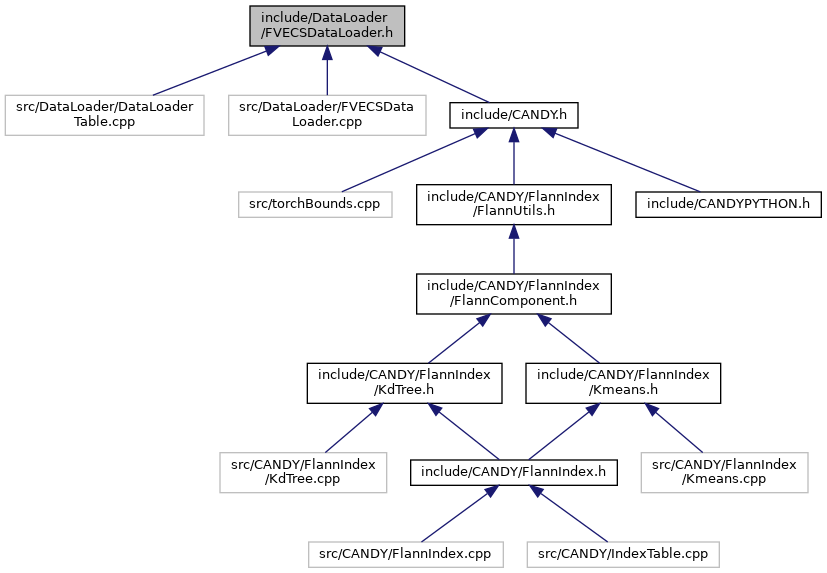 include/DataLoader
/FVECSDataLoader.h
src/DataLoader/DataLoader
Table.cpp
src/DataLoader/FVECSData
Loader.cpp
include/CANDY.h
src/torchBounds.cpp
include/CANDY/FlannIndex
/FlannUtils.h
include/CANDYPYTHON.h
include/CANDY/FlannIndex
/FlannComponent.h
include/CANDY/FlannIndex
/KdTree.h
include/CANDY/FlannIndex
/Kmeans.h
src/CANDY/FlannIndex
/KdTree.cpp
include/CANDY/FlannIndex.h
src/CANDY/FlannIndex
/Kmeans.cpp
src/CANDY/FlannIndex.cpp
src/CANDY/IndexTable.cpp